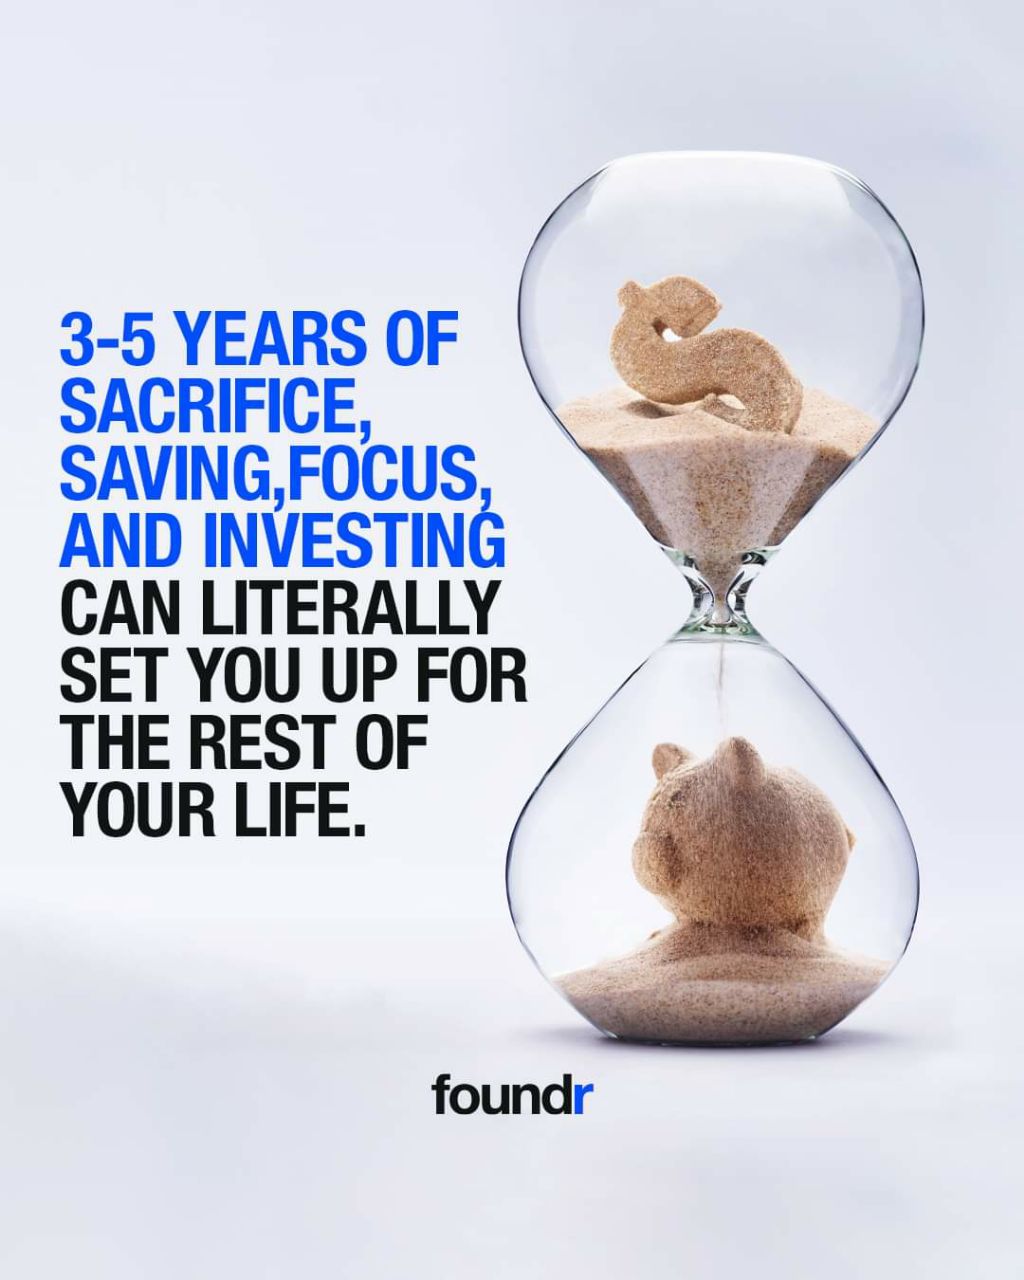 3-5 YEARS OF
SACRIFICE,
SAVING,FOCUS,
AND INVESTING
CAN LITERALLY
SET YOU UP FOR
THE REST OF
YOUR LIFE.
foundr